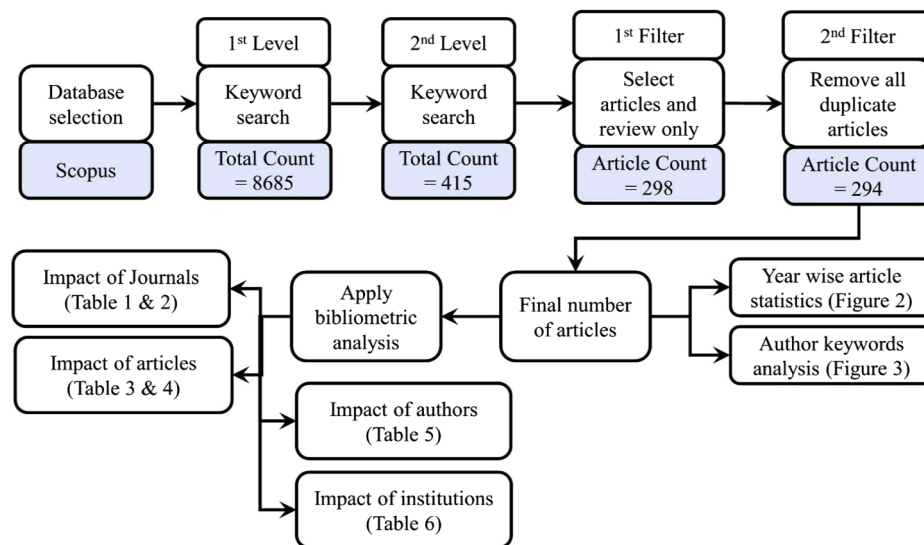 1st Level
2nd Level
1st Filter
2nd Filter
Database
selection
Keyword
search
Keyword
search
Select
articles and
review only
Remove all
duplicate
articles
Scopus
Total Count
= 8685
Total Count
= 415
Article Count
= 298
Article Count
= 294
Impact of Journals
(Table 1 & 2)
Impact of articles
(Table 3 & 4)
Apply
bibliometric
analysis
Final number
of articles
Year wise article
statistics (Figure 2)
Author keywords
analysis (Figure 3)
Impact of authors
(Table 5)
Impact of institutions
(Table 6)